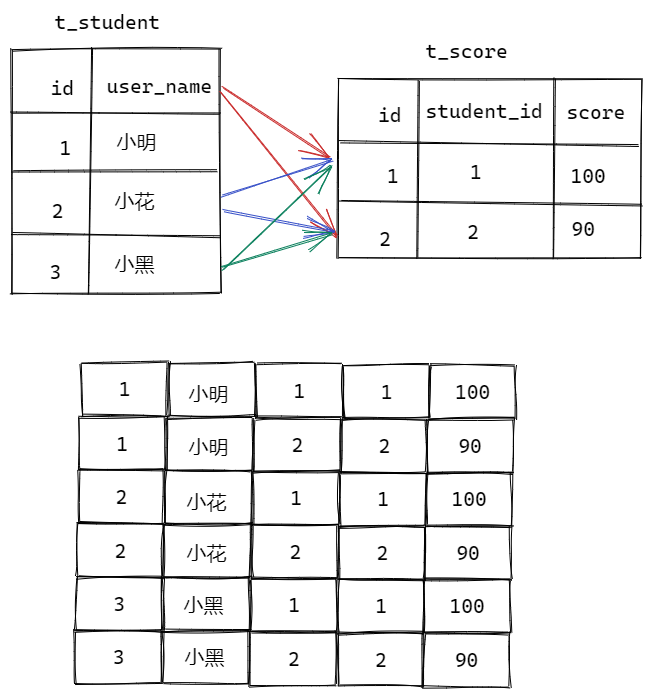 t_student
id user_name
1 小明
2 小花
3 小黑
t_score
id student_id score
1 1 100
2 2 90
1 小明 1 1 100
1 小明 2 2 90
2 小花 1 1 100
2 小花 2 2 90
3 小黑 1 1 100
3 小黑 2 2 90